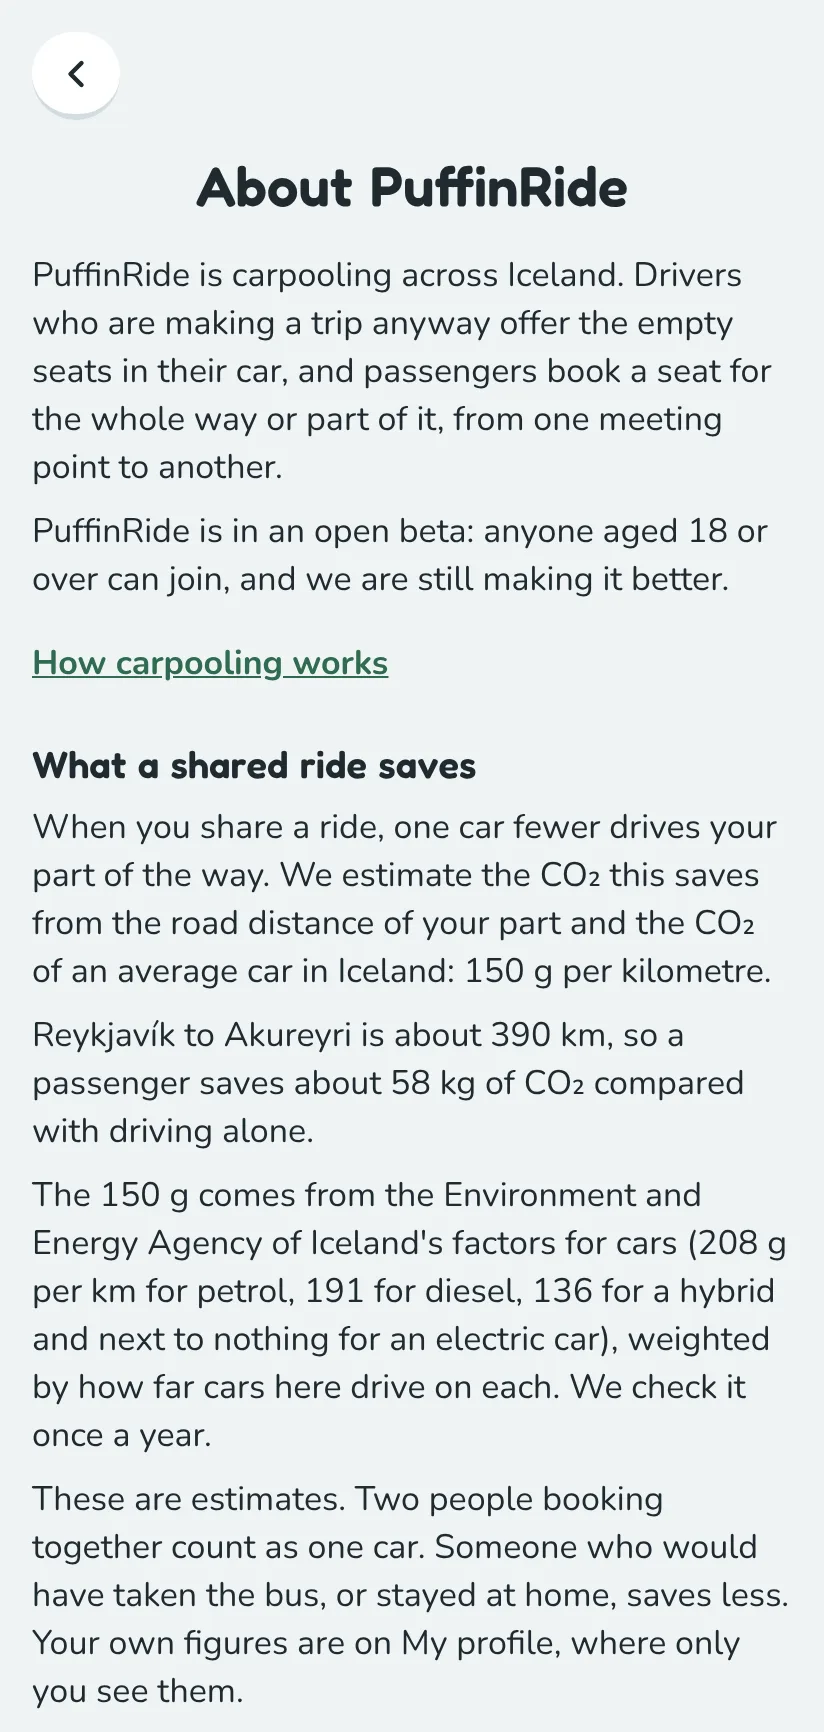 About PuffinRide
PuffinRide is carpooling across Iceland. Drivers
who are making a trip anyway offer the empty
seats in their car, and passengers book a seat for
the whole way or part of it, from one meeting
point to another.
PuffinRide is in an open beta: anyone aged 18 or
over can join, and we are still making it better.
How carpooling works
What a shared ride saves
When you share a ride, one car fewer drives your
part of the way. We estimate the CO₂ this saves
from the road distance of your part and the CO₂
of an average car in Iceland: 150 g per kilometre.
Reykjavík to Akureyri is about 390 km, so a
passenger saves about 58 kg of CO₂ compared
with driving alone.
The 150 g comes from the Environment and
Energy Agency of Iceland's factors for cars (208 g
per km for petrol, 191 for diesel, 136 for a hybrid
and next to nothing for an electric car), weighted
by how far cars here drive on each. We check it
once a year.
These are estimates. Two people booking
together count as one car. Someone who would
have taken the bus, or stayed at home, saves less.
Your own figures are on My profile, where only
you see them.